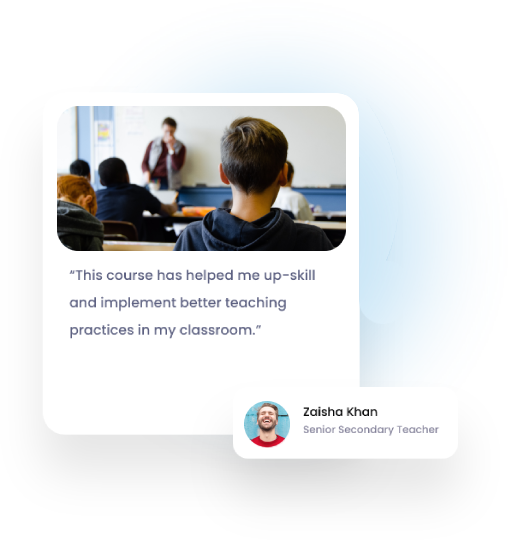 “This course has helped me up-skill
and implement better teaching
practices in my classroom.”
Zaisha Khan
Senior Secondary Teacher